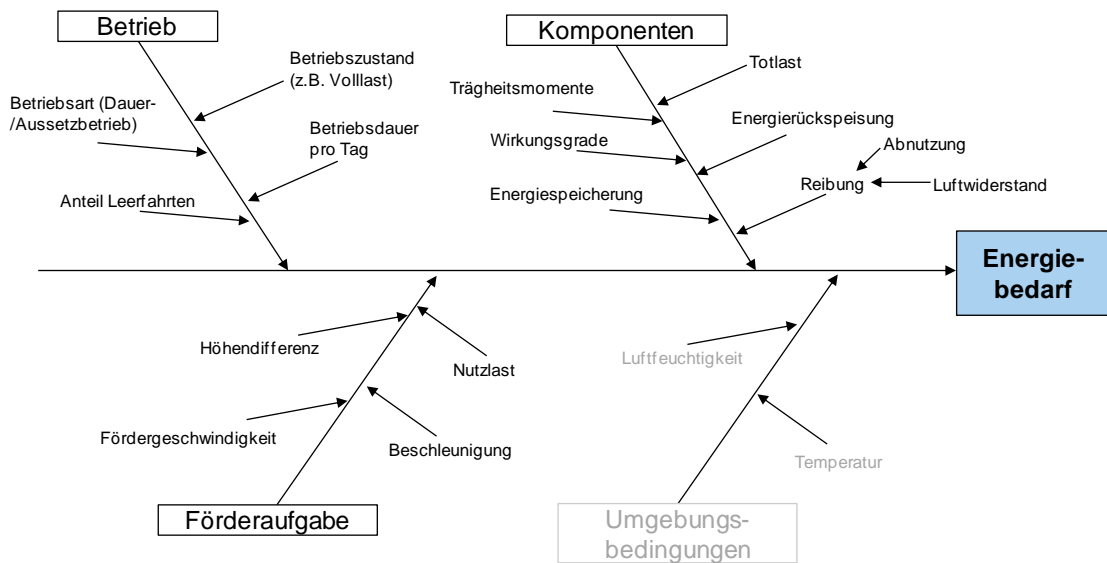 Betrieb
Komponenten
Betriebszustand
(z.B. Volllast)
Totlast
Trägheitsmomente
Betriebsart (Dauer-
/Aussetzbetrieb)
Betriebsdauer
pro Tag
Energierückspeisung
Wirkungsgrade
Abnutzung
Reibung
Luftwiderstand
Energiespeicherung
Anteil Leerfahrten
Energie-
bedarf
Höhendifferenz
Nutzlast
Luftfeuchtigkeit
Fördergeschwindigkeit
Beschleunigung
Temperatur
Förderaufgabe
Umgebungs-
bedingungen